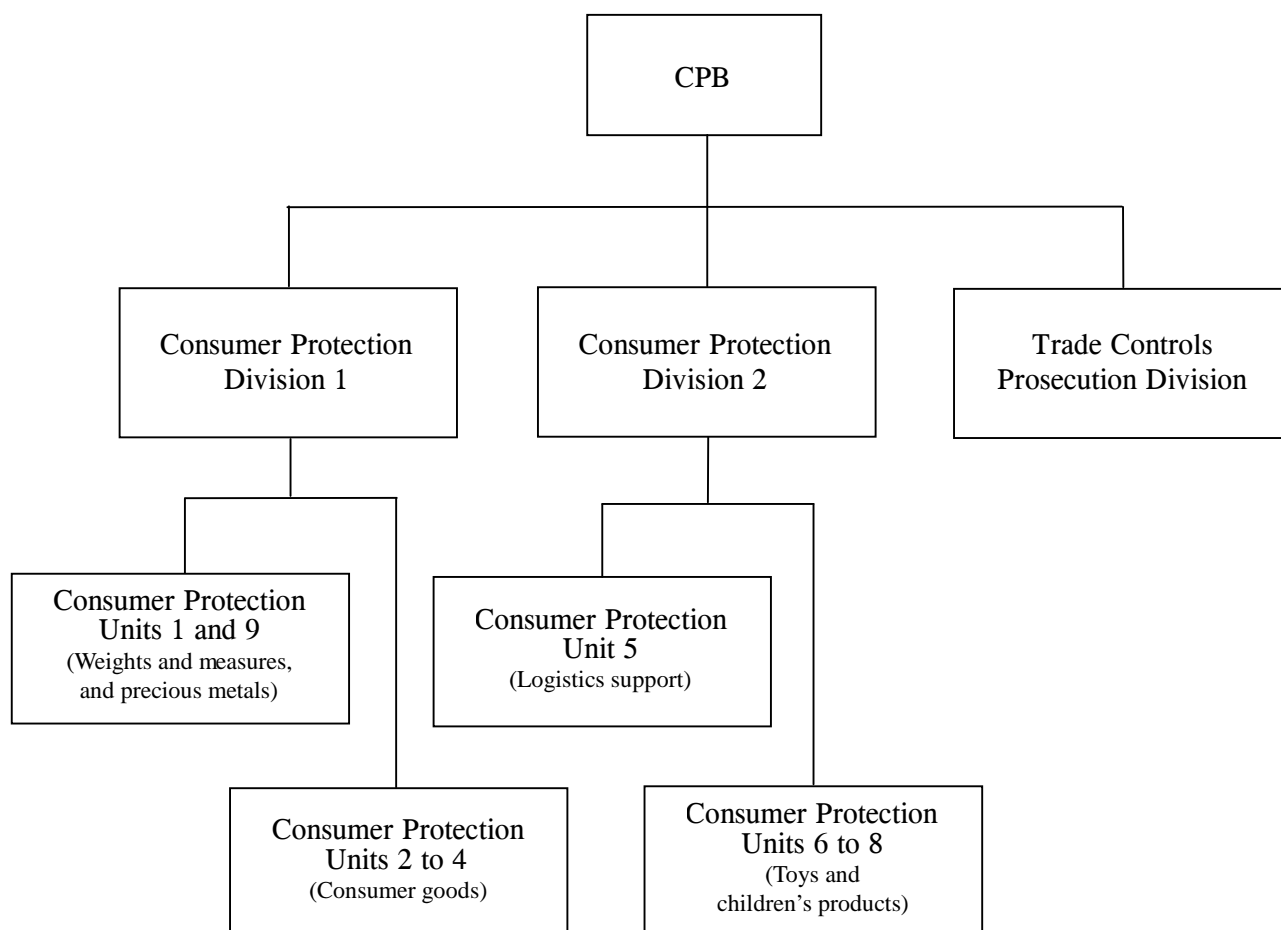 CPB
Consumer Protection
Division 1
Consumer Protection
Division 2
Trade Controls
Prosecution Division
Consumer Protection
Units 1 and 9
(Weights and measures,
and precious metals)
Consumer Protection
Unit 5
(Logistics support)
Consumer Protection
Units 2 to 4
(Consumer goods)
Consumer Protection
Units 6 to 8
(Toys and
children’s products)